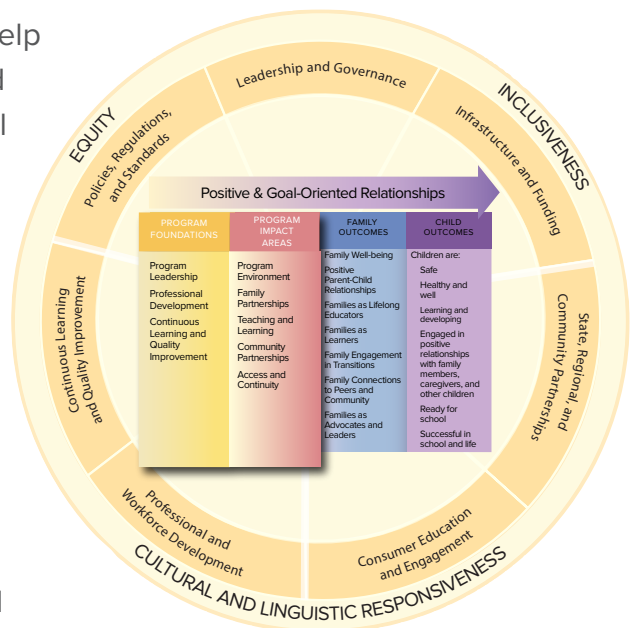 elp
d
l
EQUITY
INCLUSIVENESS
CULTURAL AND LINGUISTIC RESPONSIVENESS
Leadership and Governance
Infrastructure and Funding
State, Regional, and
Community Partnerships
Consumer Education
and Engagement
Professional and
Workforce Development
Continuous Learning
and Quality Improvement
Policies, Regulations,
and Standards
Positive & Goal-Oriented Relationships
PROGRAM
FOUNDATIONS
Program
Leadership
Professional
Development
Continuous
Learning and
Quality
Improvement
PROGRAM
IMPACT
AREAS
Program
Environment
Family
Partnerships
Teaching and
Learning
Community
Partnerships
Access and
Continuity
FAMILY
OUTCOMES
Family Well-being
Positive
Parent-Child
Relationships
Families as Lifelong
Educators
Families as
Learners
Family Engagement
in Transitions
Family Connections
to Peers and
Community
Families as
Advocates and
Leaders
CHILD
OUTCOMES
Children are:
Safe
Healthy and
well
Learning and
developing
Engaged in
positive
relationships
with family
members,
caregivers, and
other children
Ready for
school
Successful in
school and life